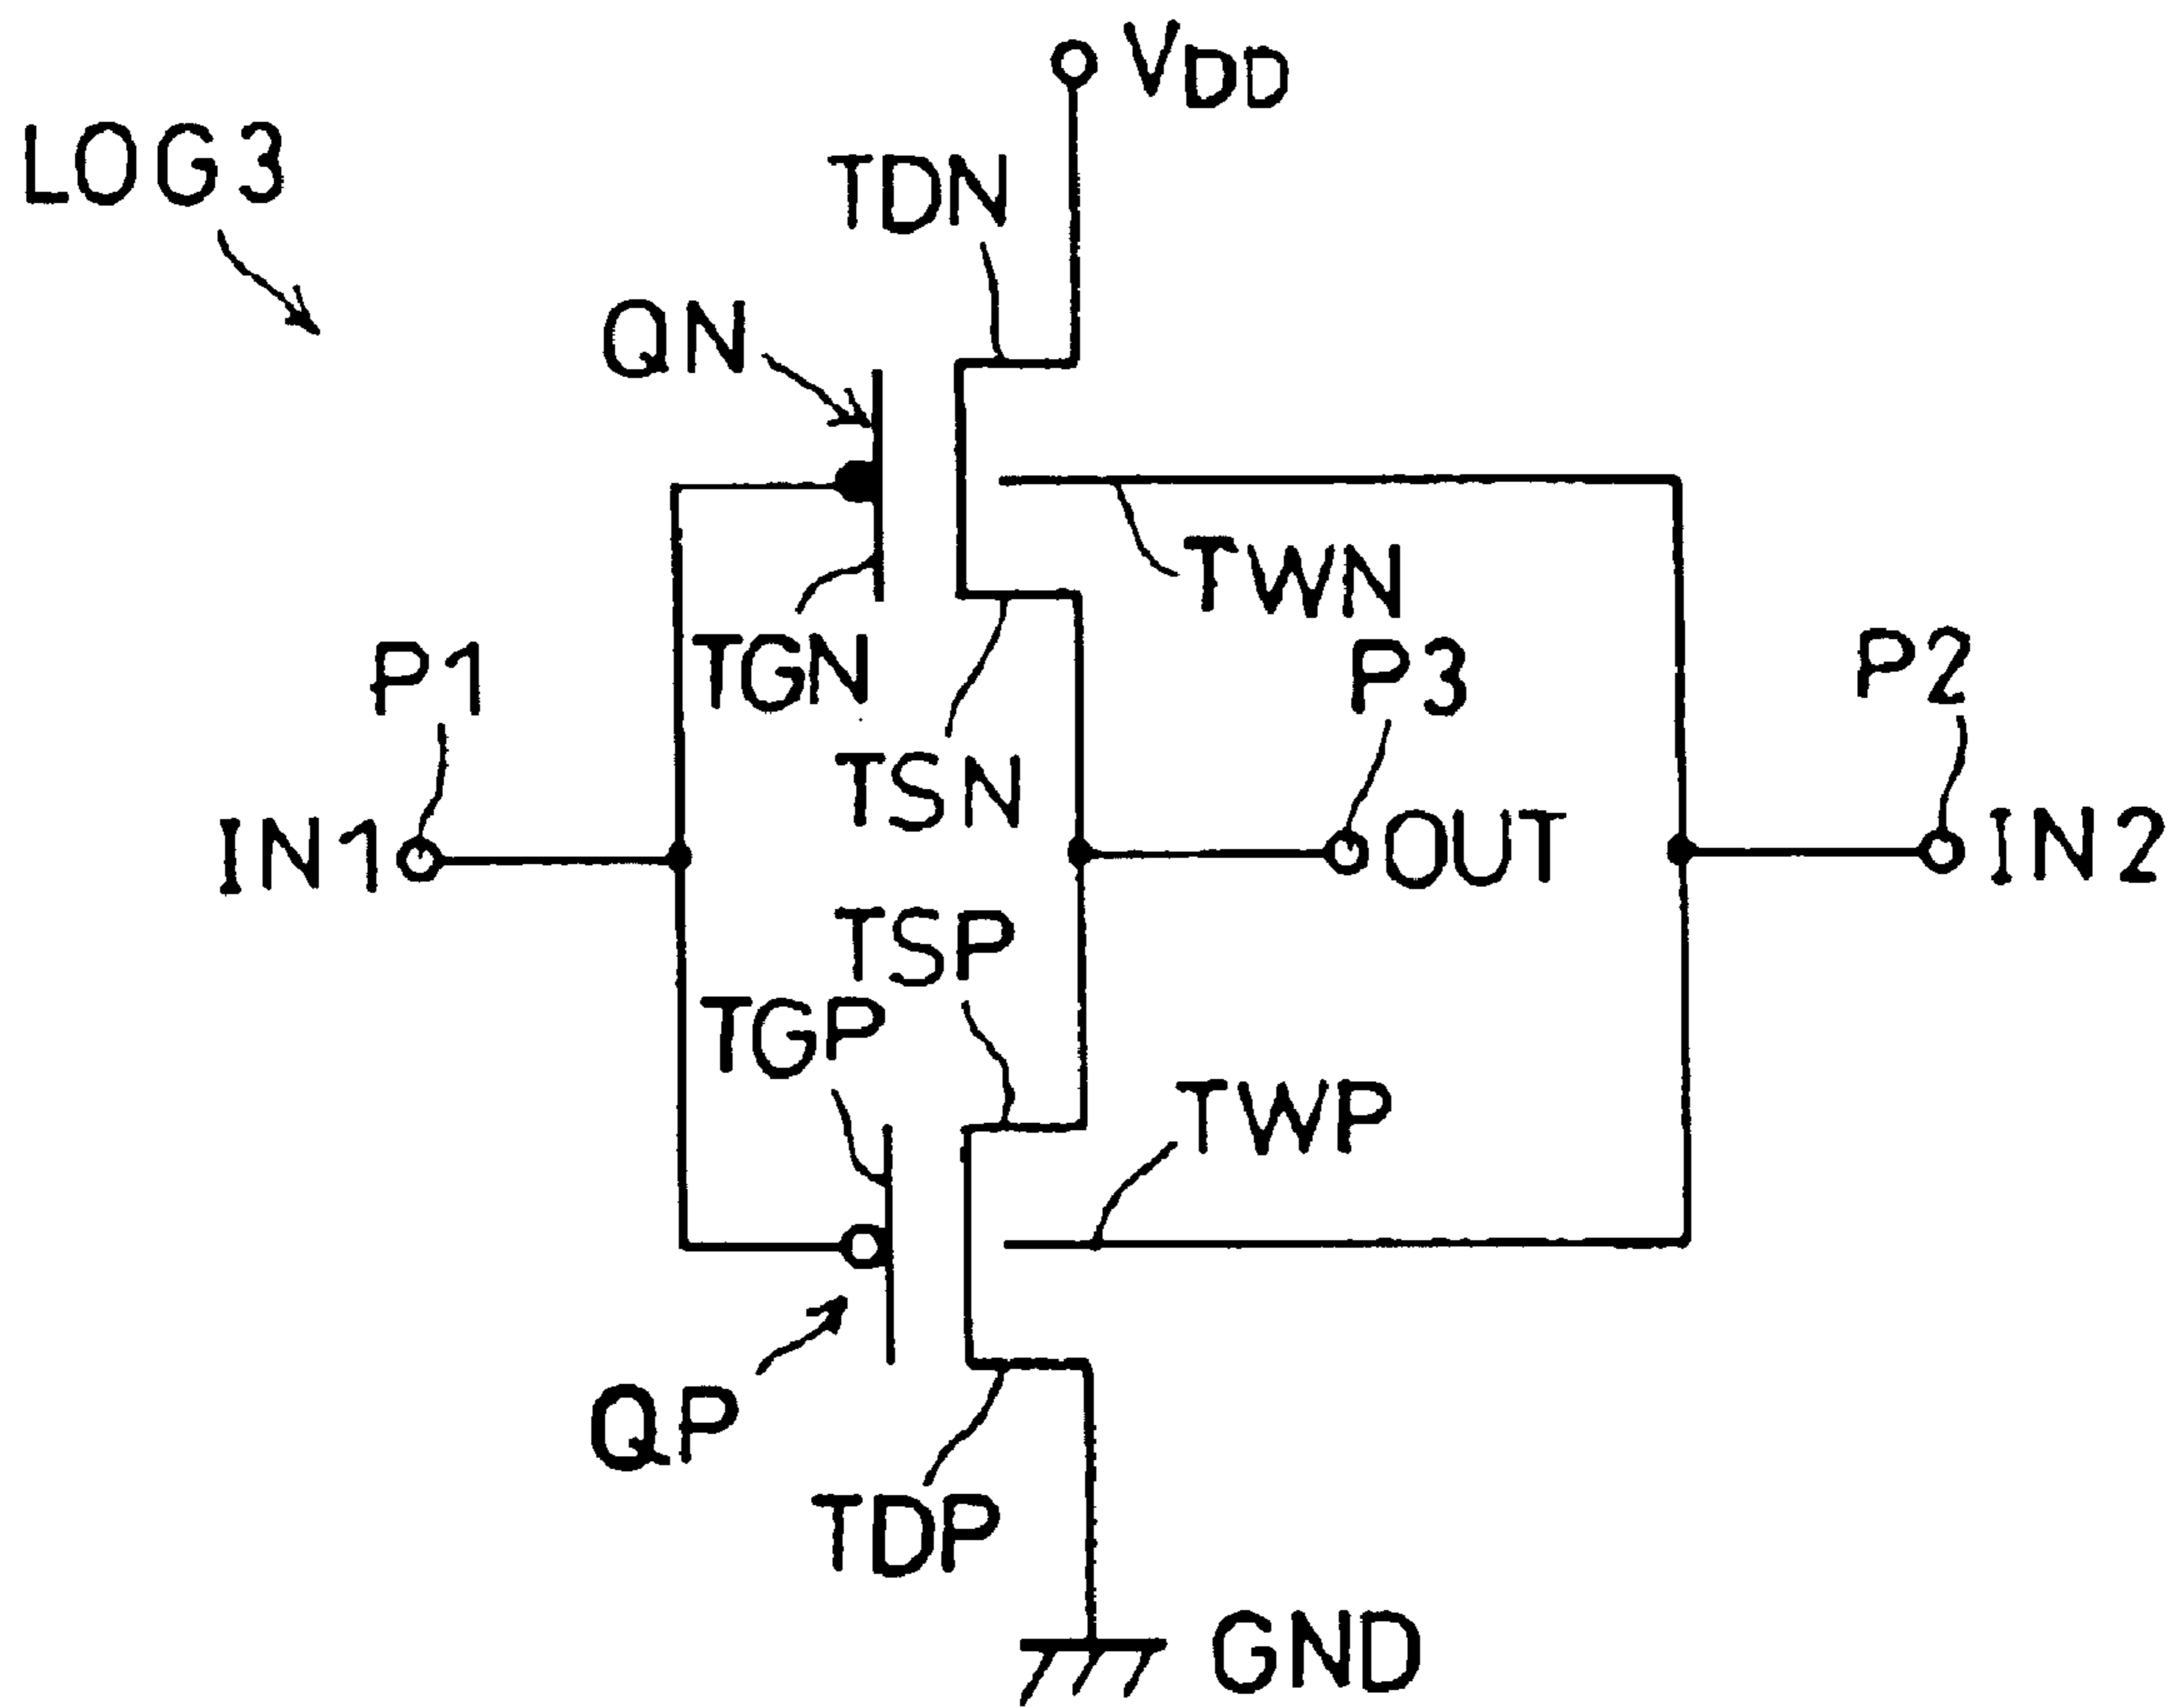 VDD
LOG3
TDN
QN
TWN
TGN
P1
P3
P2
TSN
IN1
OUT
IN2
TSP
TGP
TWP
QP
TDP
GND